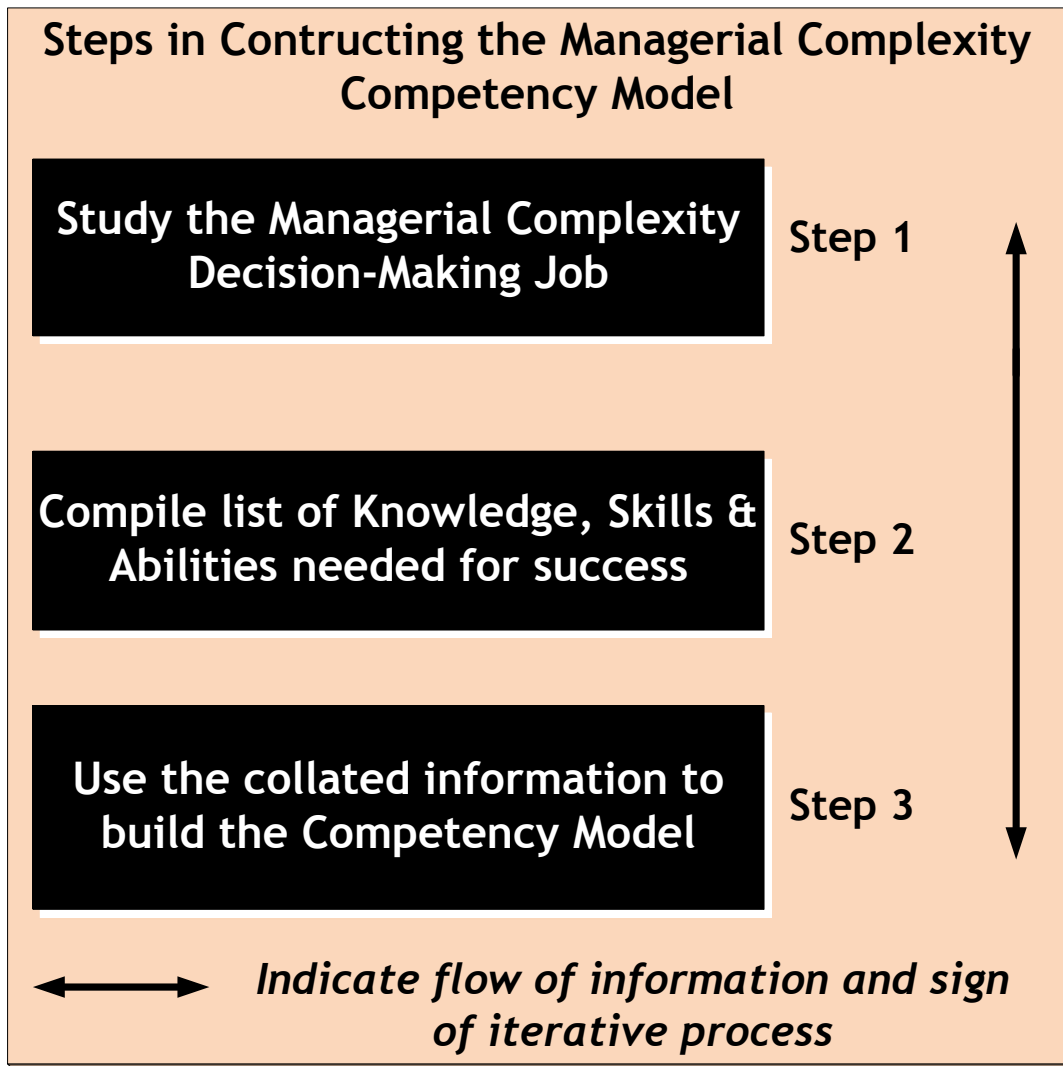 Steps in Contructing the Managerial Complexity
Competency Model
Study the Managerial Complexity
Decision-Making Job
Step 1
Compile list of Knowledge, Skills &
Abilities needed for success
Step 2
Use the collated information to
build the Competency Model
Step 3
Indicate flow of information and sign
of iterative process